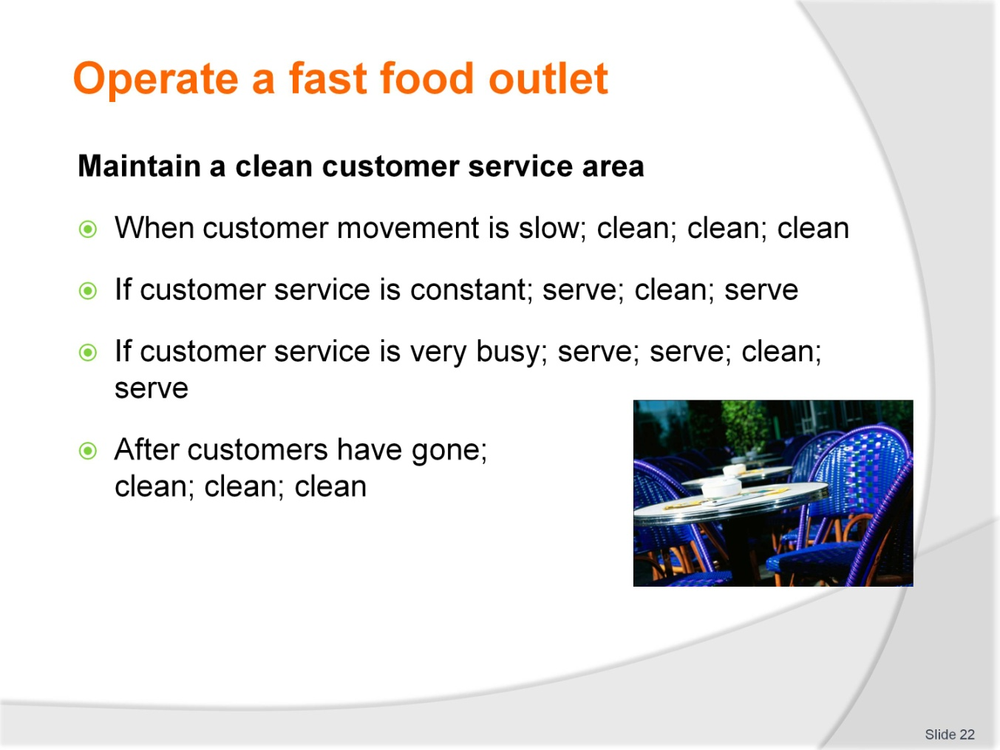 Operate a fast food outlet
Maintain a clean customer service area
When customer movement is slow; clean; clean; clean
If customer service is constant; serve; clean; serve
If customer service is very busy; serve; serve; clean;
serve
After customers have gone;
clean; clean; clean
Slide 22